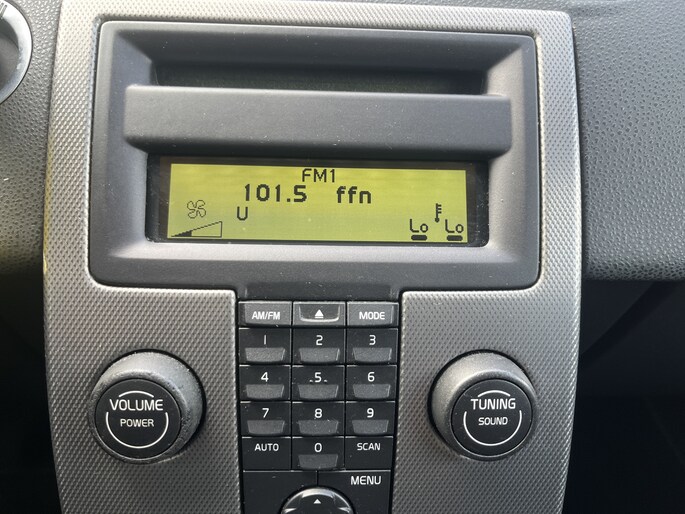 FM1
101.5 ffn
U
Lo Lo
AM/FM MODE
1 2 3
4 5 6
7 8 9
AUTO 0 SCAN
MENU
VOLUME
POWER
TUNING
SOUND